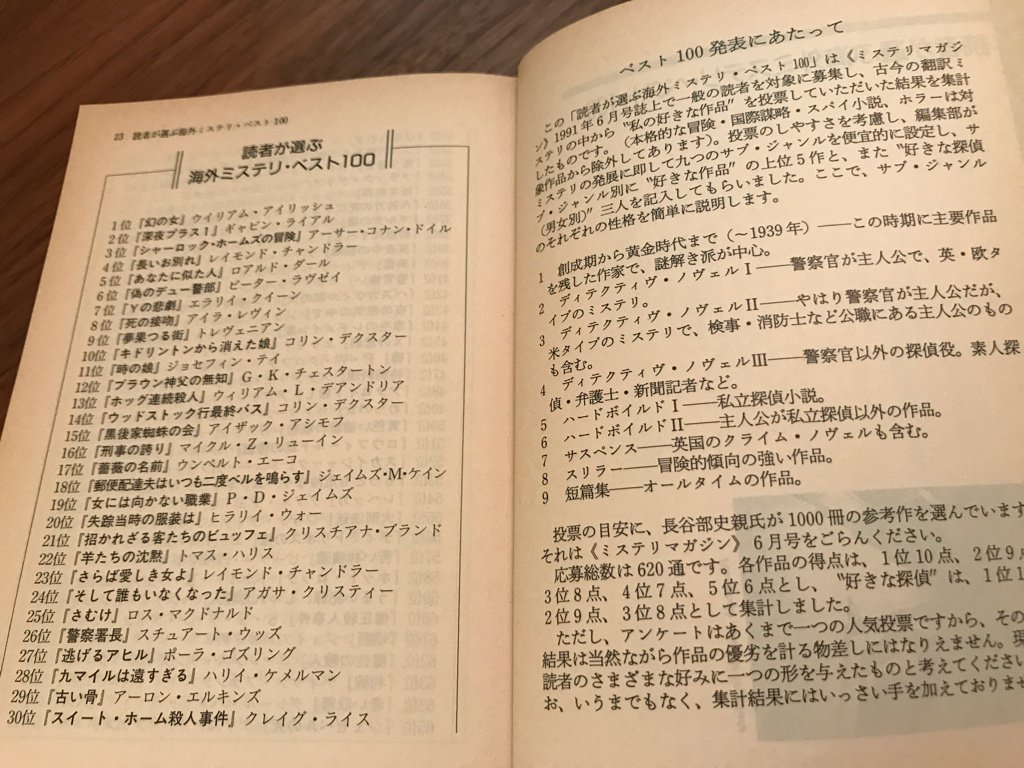 23 読者が選ぶ海外ミステリ・ベスト100
読者が選ぶ
海外ミステリ・ベスト100
1位『幻の女』ウイリアム・アイリッシュ
2位『深夜プラス1』ギャビン・ライアル
3位『シャーロック・ホームズの冒険』アーサー・コナン・ドイル
4位『長いお別れ』レイモンド・チャンドラー
5位『あなたに似た人』ロアルド・ダール
6位『偽のデュー警部』ピーター・ラヴゼイ
7位『Yの悲劇』エラリイ・クイーン
8位『死の接吻』アイラ・レヴィン
9位『夢果つる街』トレヴェニアン
10位『キドリントンから消えた娘』コリン・デクスター
11位『時の娘』ジョセフィン・テイ
12位『ブラウン神父の無知』G・K・チェスタートン
13位『ホッグ連続殺人』ウィリアム・L・デアンドリア
14位『ウッドストック行最終バス』コリン・デクスター
15位『黒後家蜘蛛の会』アイザック・アシモフ
16位『刑事の誇り』マイクル・Z・リューイン
17位『薔薇の名前』ウンベルト・エーコ
18位『郵便配達夫はいつも二度ベルを鳴らす』ジェイムズ・M・ケイン
19位『女には向かない職業』P・D・ジェイムズ
20位『失踪当時の服装は』ヒラリイ・ウォー
21位『招かれざる客たちのビュッフェ』クリスチアナ・ブランド
22位『羊たちの沈黙』トマス・ハリス
23位『さらば愛しき女よ』レイモンド・チャンドラー
24位『そして誰もいなくなった』アガサ・クリスティー
25位『さむけ』ロス・マクドナルド
26位『警察署長』スチュアート・ウッズ
27位『逃げるアヒル』ポーラ・ゴズリング
28位『九マイルは遠すぎる』ハリイ・ケメルマン
29位『古い骨』アーロン・エルキンズ
30位『スイート・ホーム殺人事件』クレイグ・ライス
ベスト100発表にあたって
この「読者が選ぶ海外ミステリ・ベスト100」は《ミステリマガジ
ン》1991年6月号誌上で一般の読者を対象に募集し、古今の翻訳ミ
ステリの中から〝私の好きな作品〟を投票していただいた結果を集計
したものです。（本格的な冒険・国際謀略・スパイ小説、ホラーは対
象作品から除外してあります）。投票のしやすさを考慮し、編集部が
ミステリの発展に即して九つのサブ・ジャンルを便宜的に設定し、サ
ブ・ジャンル別に〝好きな作品〟の上位5作と、また〝好きな探偵
（男女別）〟三人を記入してもらいました。ここで、サブ・ジャンル
のそれぞれの性格を簡単に説明します。
1 創成期から黄金時代まで（～1939年）――この時期に主要作品
を残した作家で、謎解き派が中心。
2 ディテクティヴ・ノヴェルⅠ――警察官が主人公で、英・欧タ
イプのミステリ。
3 ディテクティヴ・ノヴェルⅡ――やはり警察官が主人公だが、
米タイプのミステリで、検事・消防士など公職にある主人公のもの
も含む。
4 ディテクティヴ・ノヴェルⅢ――警察官以外の探偵役。素人探
偵・弁護士・新聞記者など。
5 ハードボイルドⅠ――私立探偵小説。
6 ハードボイルドⅡ――主人公が私立探偵以外の作品。
7 サスペンス――英国のクライム・ノヴェルも含む。
8 スリラー――冒険的傾向の強い作品。
9 短篇集――オールタイムの作品。
投票の目安に、長谷部史親氏が1000冊の参考作を選んでいます
それは《ミステリマガジン》6月号をごらんください。
応募総数は620通です。各作品の得点は、1位10点、2位9点
3位8点、4位7点、5位6点とし、〝好きな探偵〟は、1位1
2位9点、3位8点として集計しました。
ただし、アンケートはあくまで一つの人気投票ですから、その
結果は当然ながら作品の優劣を計る物差しにはなりえません。現
読者のさまざまな好みに一つの形を与えたものと考えてくださ
お、いうまでもなく、集計結果にはいっさい手を加えておりませ